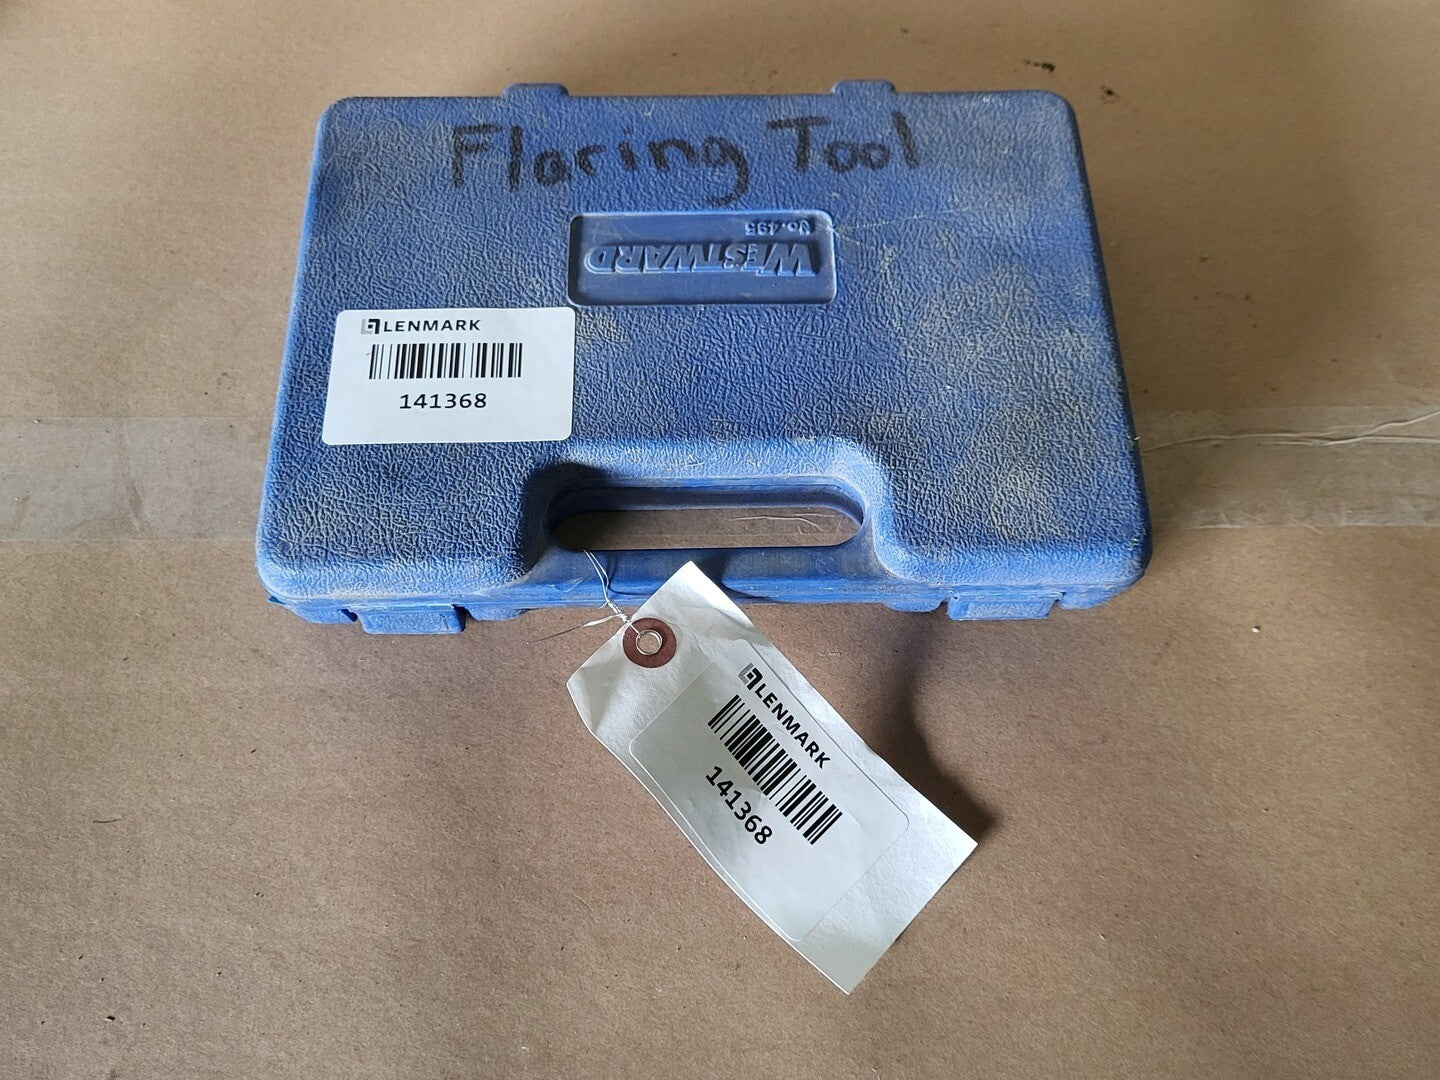 Flaring Tool
No.495
WESTWARD
LENMARK
141368
LENMARK
141368